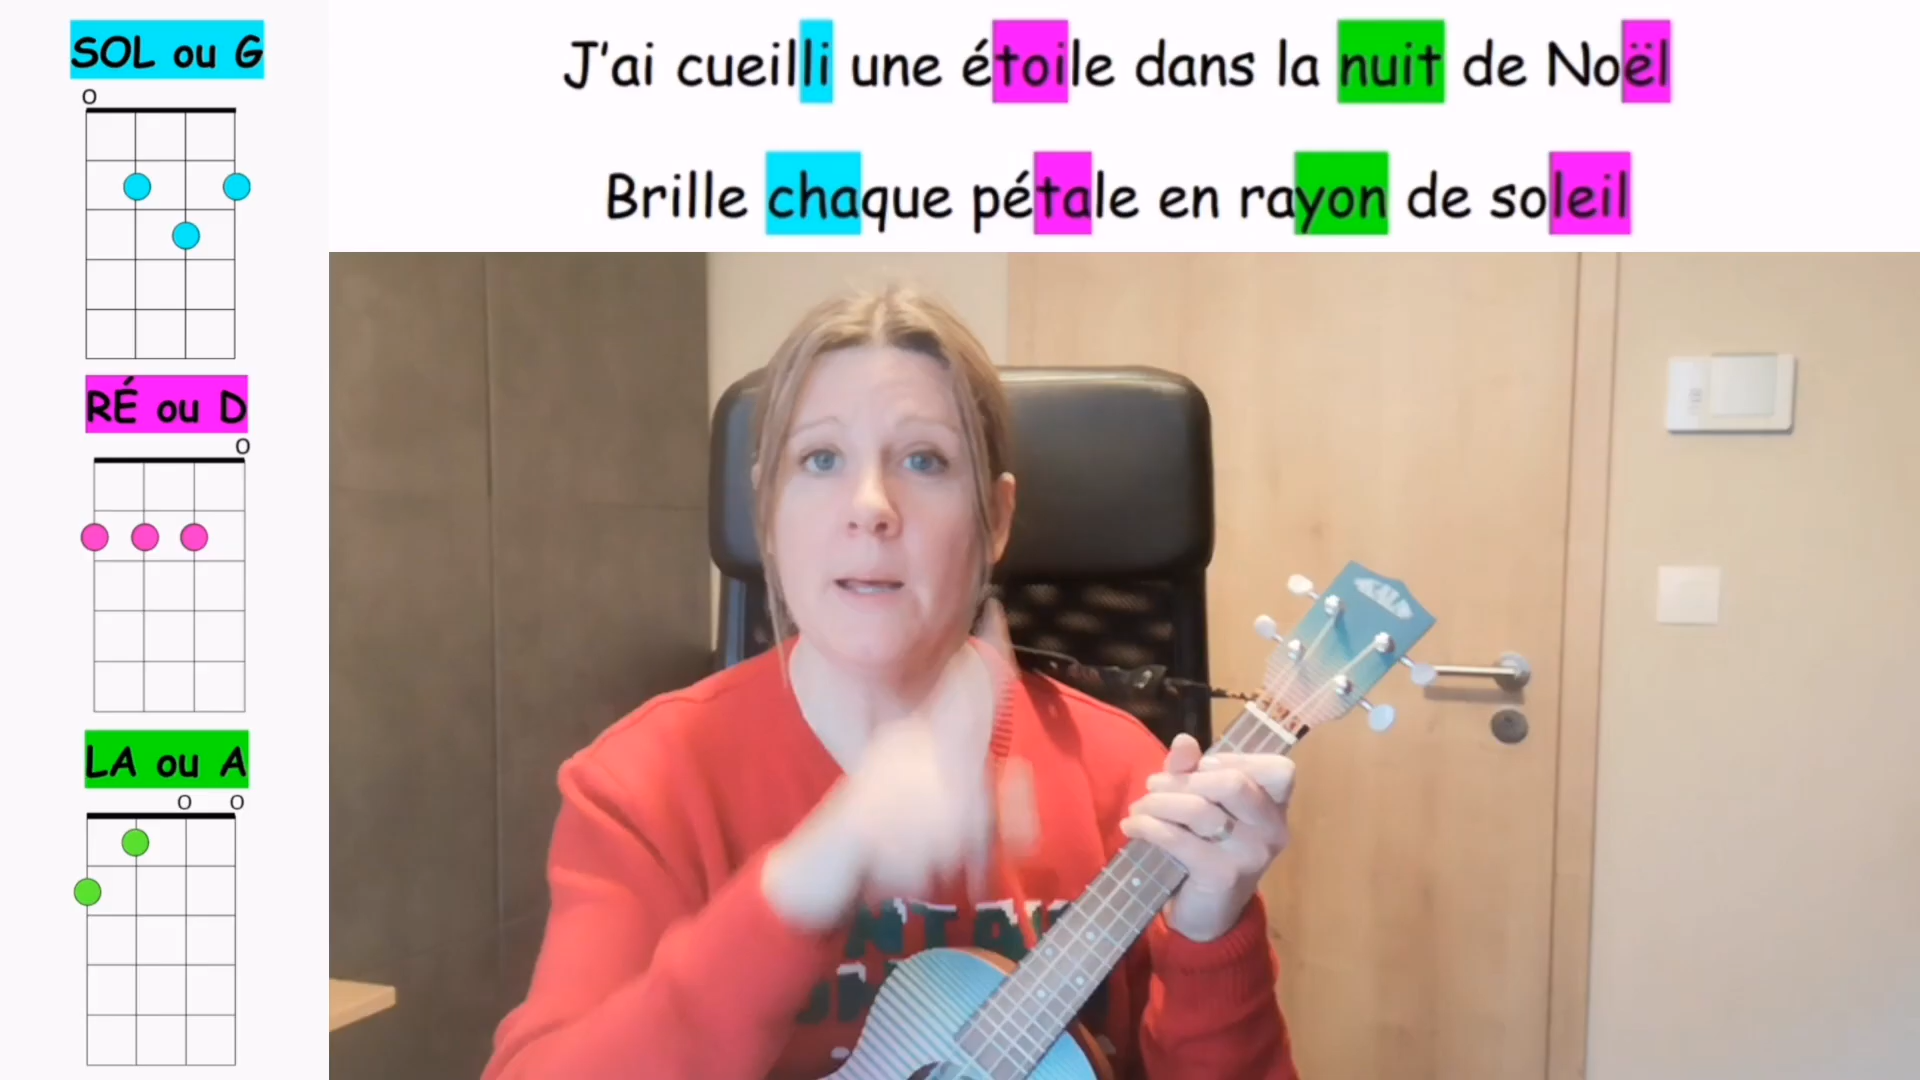 SOL ou G
O
RÉ ou D
O
LA ou A
O O
J'ai cueilli une étoile dans la nuit de Noël
Brille chaque pétale en rayon de soleil